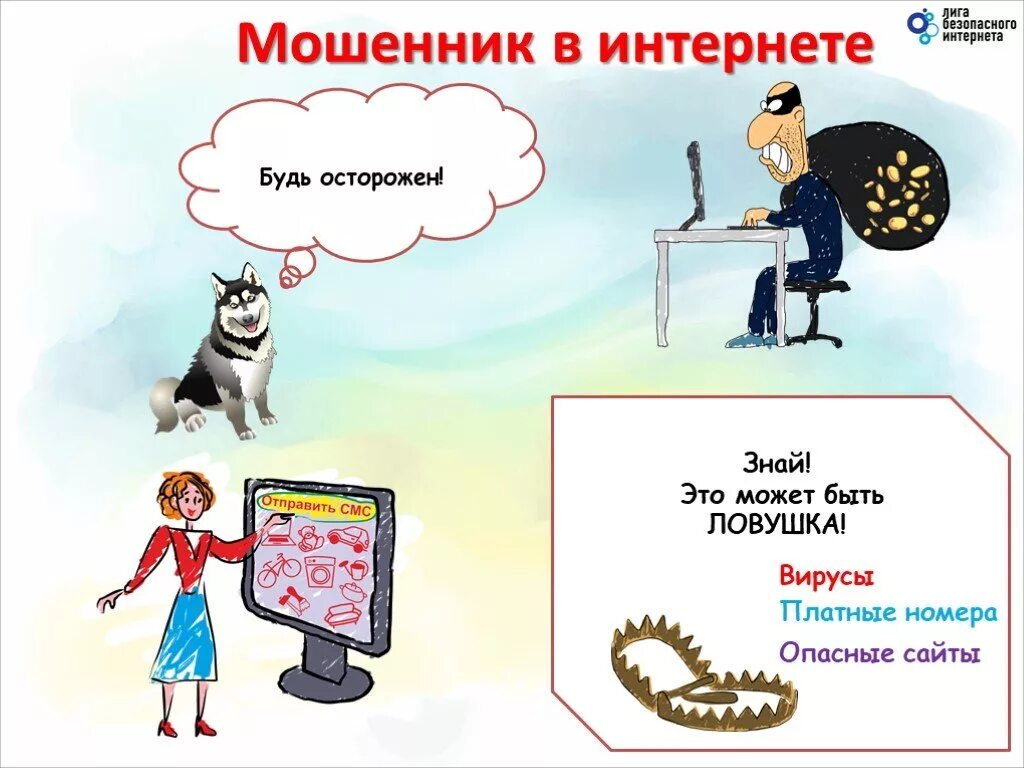 Мошенник в интернете
лига
безопасного
интернета
Будь осторожен!
Отправить СМС
Знай!
Это может быть
ЛОВУШКА!
Вирусы
Платные номера
Опасные сайты